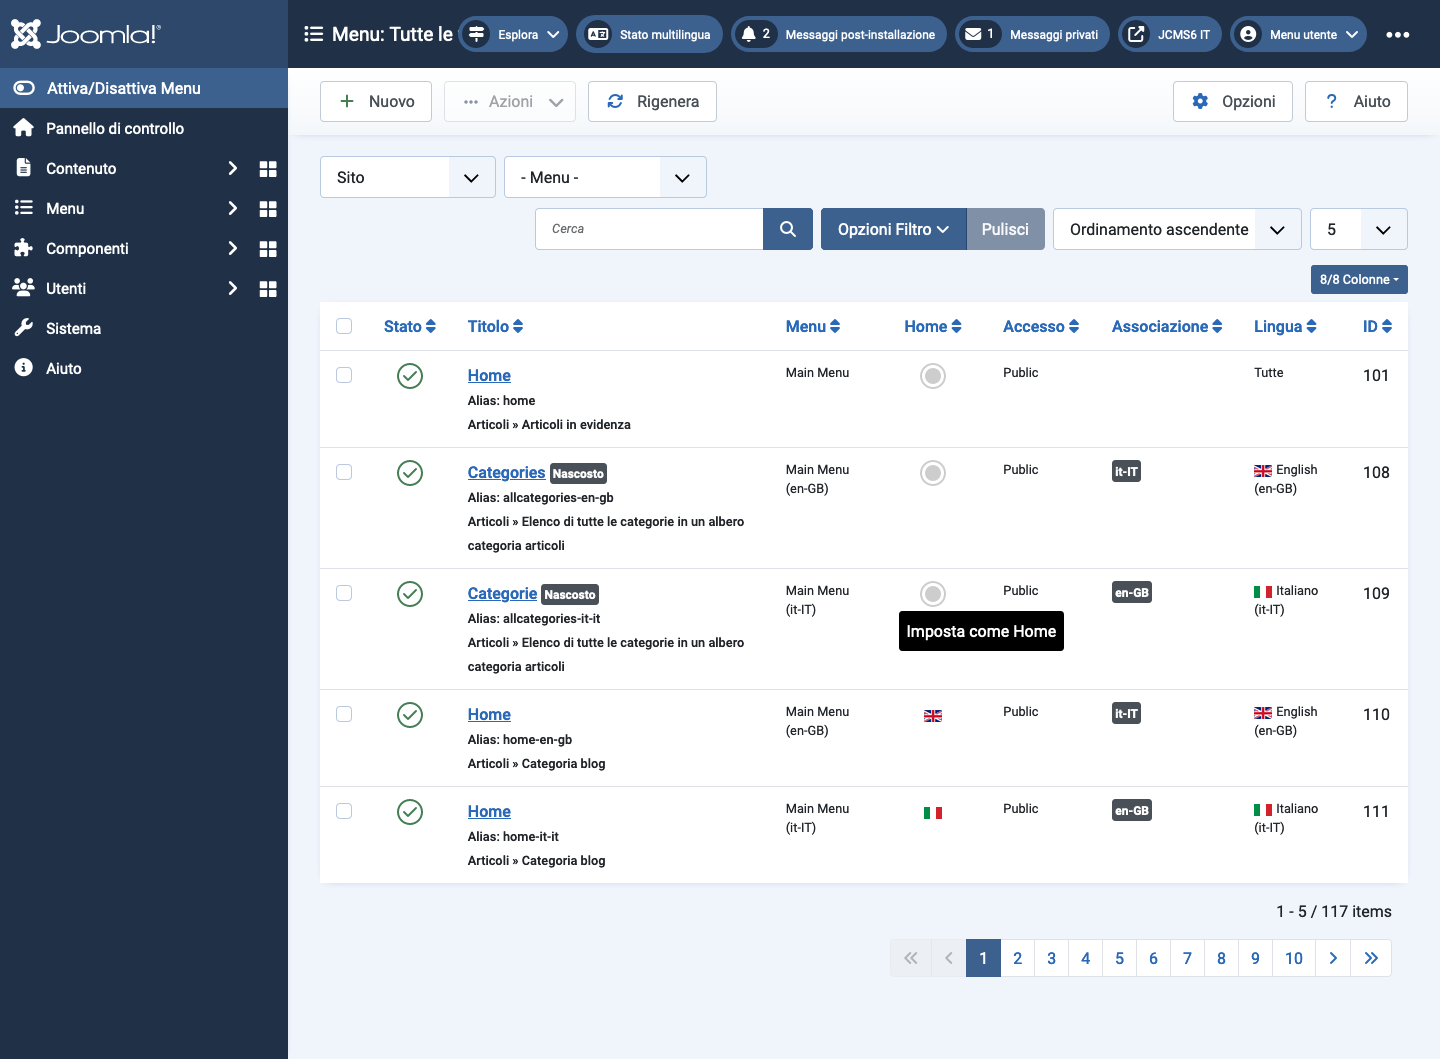 Joomla!®
Menu: Tutte le
Esplora
Stato multilingua
2 Messaggi post-installazione
1 Messaggi privati
JCMS6 IT
Menu utente
Attiva/Disattiva Menu
Pannello di controllo
Contenuto
Menu
Componenti
Utenti
Sistema
Aiuto
Nuovo
Azioni
Rigenera
Opzioni
? Aiuto
Sito
- Menu -
Cerca
Opzioni Filtro
Pulisci
Ordinamento ascendente
5
8/8 Colonne
Stato Titolo Menu Home Accesso Associazione Lingua ID
Home Main Menu Public Tutte 101
Alias: home
Articoli » Articoli in evidenza
Categories Nascosto Main Menu Public it-IT English 108
(en-GB) (en-GB)
Alias: allcategories-en-gb
Articoli » Elenco di tutte le categorie in un albero
categoria articoli
Categorie Nascosto Main Menu Public en-GB Italiano 109
(it-IT) (it-IT)
Alias: allcategories-it-it
Imposta come Home
Articoli » Elenco di tutte le categorie in un albero
categoria articoli
Home Main Menu Public it-IT English 110
(en-GB) (en-GB)
Alias: home-en-gb
Articoli » Categoria blog
Home Main Menu Public en-GB Italiano 111
(it-IT) (it-IT)
Alias: home-it-it
Articoli » Categoria blog
1 - 5 / 117 items
1 2 3 4 5 6 7 8 9 10